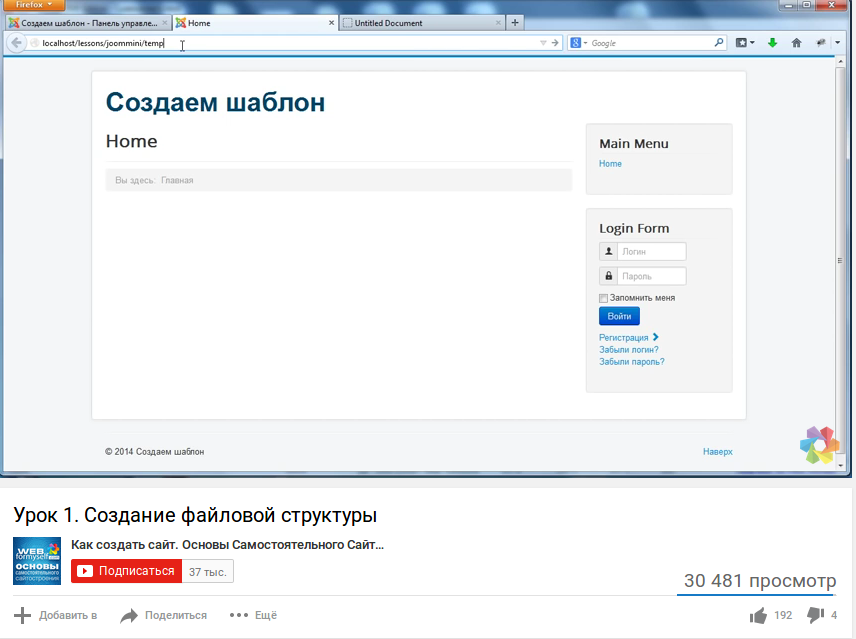 Firefox
Создаем шаблон - Панель управле...
Home
Untitled Document
localhost/lessons/joommini/temp
Google
Создаем шаблон
Home
Вы здесь: Главная
Main Menu
Home
Login Form
Логин
Пароль
Запомнить меня
Войти
Регистрация
Забыли логин?
Забыли пароль?
© 2014 Создаем шаблон
Наверх
Урок 1. Создание файловой структуры
WEB
formyself
ОСНОВЫ
самостоятельного
сайтостроения
Как создать сайт. Основы Самостоятельного Сайт...
Подписаться
37 тыс.
30 481 просмотр
Добавить в
Поделиться
Ещё
192
4